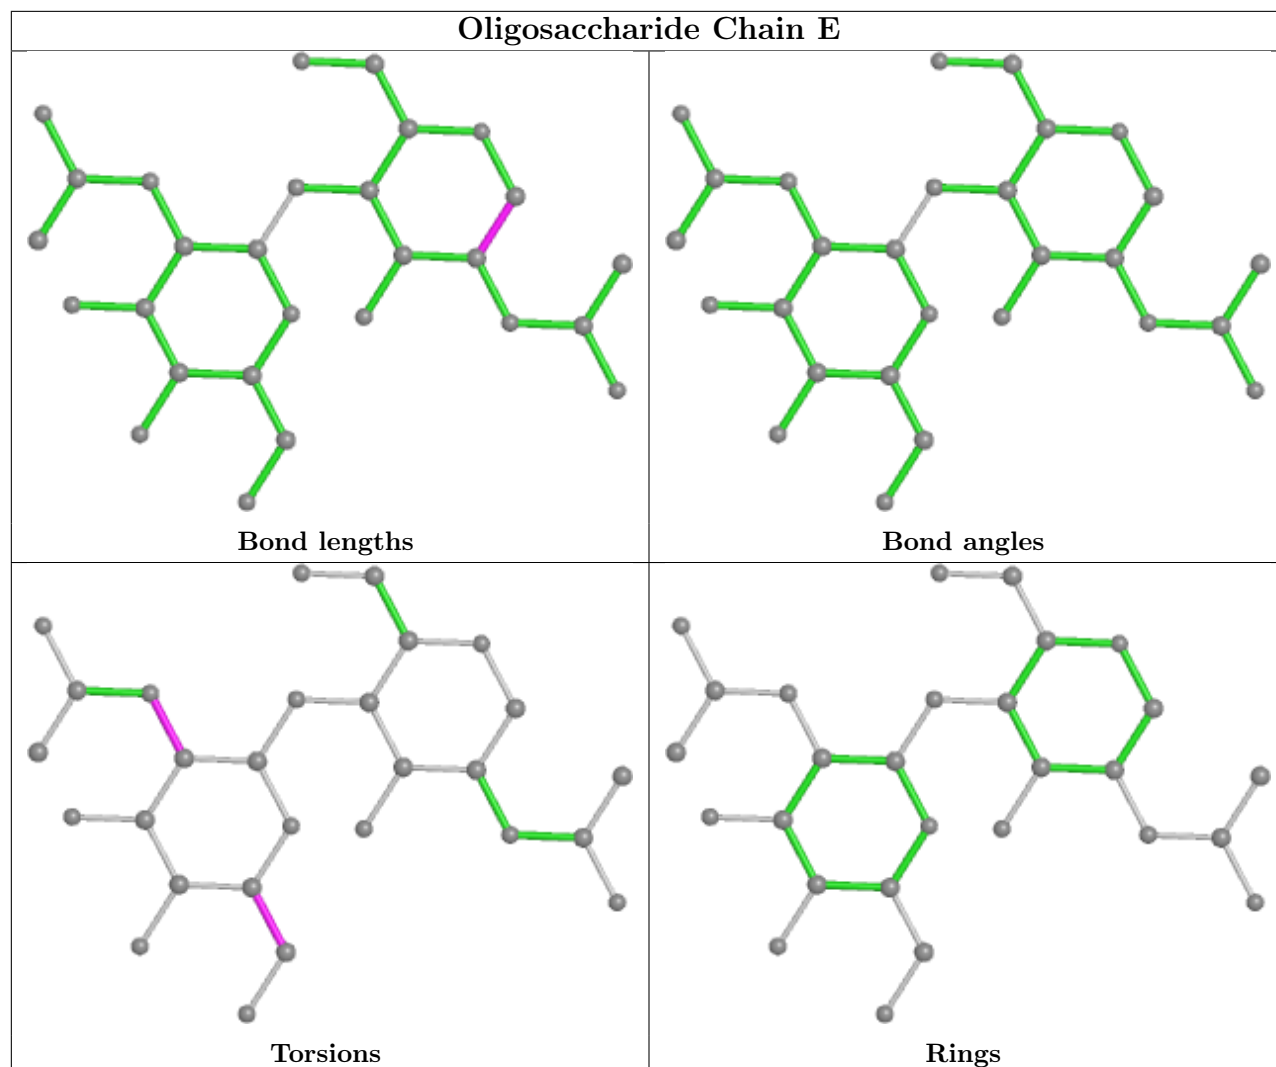 Oligosaccharide Chain E
Bond lengths
Bond angles
Torsions
Rings